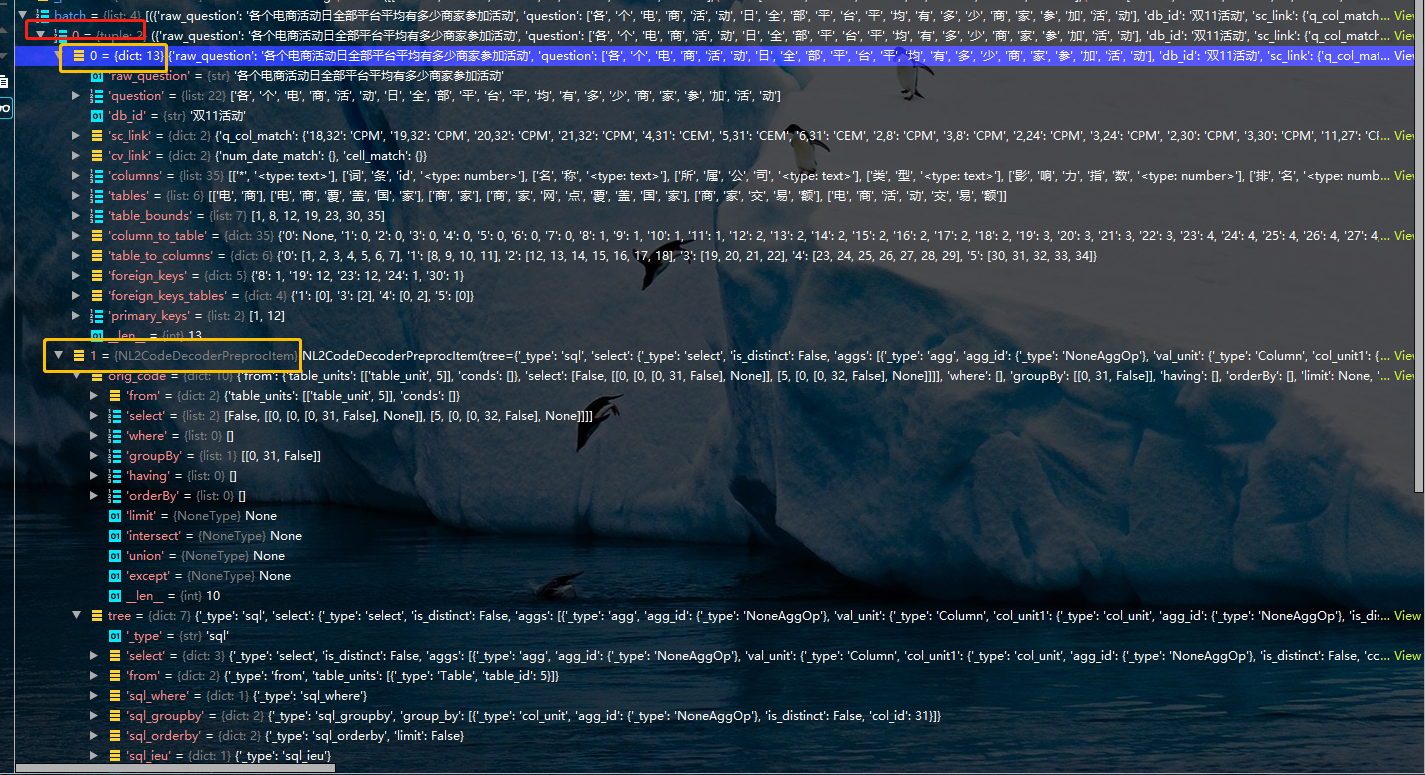 batch = {list: 4} [({'raw_question': '各个电商活动日全部平台平均有多少商家参加活动', 'question': ['各', '个', '电', '商', '活', '动', '日', '全', '部', '平', '台', '平', '均', '有', '多', '少', '商', '家', '参', '加', '活', '动'], 'db_id': '双11活动', 'sc_link': {'q_col_match... View
0 = {tuple: 2} ({'raw_question': '各个电商活动日全部平台平均有多少商家参加活动', 'question': ['各', '个', '电', '商', '活', '动', '日', '全', '部', '平', '台', '平', '均', '有', '多', '少', '商', '家', '参', '加', '活', '动'], 'db_id': '双11活动', 'sc_link': {'q_col_match'... View
0 = {dict: 13} {'raw_question': '各个电商活动日全部平台平均有多少商家参加活动', 'question': ['各', '个', '电', '商', '活', '动', '日', '全', '部', '平', '台', '平', '均', '有', '多', '少', '商', '家', '参', '加', '活', '动'], 'db_id': '双11活动', 'sc_link': {'q_col_mat... View
'raw_question' = {str} '各个电商活动日全部平台平均有多少商家参加活动'
'question' = {list: 22} ['各', '个', '电', '商', '活', '动', '日', '全', '部', '平', '台', '平', '均', '有', '多', '少', '商', '家', '参', '加', '活', '动']
'db_id' = {str} '双11活动'
'sc_link' = {dict: 2} {'q_col_match': {'18,32': 'CPM', '19,32': 'CPM', '20,32': 'CPM', '21,32': 'CPM', '4,31': 'CEM', '5,31': 'CEM', '6,31': 'CEM', '2,8': 'CPM', '3,8': 'CPM', '2,24': 'CPM', '3,24': 'CPM', '2,30': 'CPM', '3,30': 'CPM', '11,27': 'CF... View
'cv_link' = {dict: 2} {'num_date_match': {}, 'cell_match': {}}
'columns' = {list: 35} [['*', '<type: text>'], ['词', '条', 'id', '<type: number>'], ['名', '称', '<type: text>'], ['所', '属', '公', '司', '<type: text>'], ['类', '型', '<type: text>'], ['影', '响', '力', '指', '数', '<type: number>'], ['排', '名', '<type: num... View
'tables' = {list: 6} [['电', '商'], ['电', '商', '覆', '盖', '国', '家'], ['商', '家'], ['商', '家', '网', '点', '覆', '盖', '国', '家'], ['商', '家', '交', '易', '额'], ['电', '商', '活', '动', '交', '易', '额']]
'table_bounds' = {list: 7} [1, 8, 12, 19, 23, 30, 35]
'column_to_table' = {dict: 35} {'0': None, '1': 0, '2': 0, '3': 0, '4': 0, '5': 0, '6': 0, '7': 0, '8': 1, '9': 1, '10': 1, '11': 1, '12': 2, '13': 2, '14': 2, '15': 2, '16': 2, '17': 2, '18': 2, '19': 3, '20': 3, '21': 3, '22': 3, '23': 4, '24': 4, '25': 4, '26': 4, '27': 4,... View
'table_to_columns' = {dict: 6} {'0': [1, 2, 3, 4, 5, 6, 7], '1': [8, 9, 10, 11], '2': [12, 13, 14, 15, 16, 17, 18], '3': [19, 20, 21, 22], '4': [23, 24, 25, 26, 27, 28, 29], '5': [30, 31, 32, 33, 34]}
'foreign_keys' = {dict: 5} {'8': 1, '19': 12, '23': 12, '24': 1, '30': 1}
'foreign_keys_tables' = {dict: 4} {'1': [0], '3': [2], '4': [0, 2], '5': [0]}
'primary_keys' = {list: 2} [1, 12]
__len__ = {int} 13
1 = {NL2CodeDecoderPreprocItem} NL2CodeDecoderPreprocItem(tree={'_type': 'sql', 'select': {'_type': 'select', 'is_distinct': False, 'aggs': [{'_type': 'agg', 'agg_id': {'_type': 'NoneAggOp'}, 'val_unit': {'_type': 'Column', 'col_unit1': {... View
orig_code = {dict: 10} {'from': {'table_units': [['table_unit', 5]], 'conds': []}, 'select': [False, [[0, [0, [0, 31, False], None]], [5, [0, [0, 32, False], None]]]], 'where': [], 'groupBy': [[0, 31, False]], 'having': [], 'orderBy': [], 'limit': None, '... View
'from' = {dict: 2} {'table_units': [['table_unit', 5]], 'conds': []}
'select' = {list: 2} [False, [[0, [0, [0, 31, False], None]], [5, [0, [0, 32, False], None]]]]
'where' = {list: 0} []
'groupBy' = {list: 1} [[0, 31, False]]
'having' = {list: 0} []
'orderBy' = {list: 0} []
'limit' = {NoneType} None
'intersect' = {NoneType} None
'union' = {NoneType} None
'except' = {NoneType} None
__len__ = {int} 10
tree = {dict: 7} {'_type': 'sql', 'select': {'_type': 'select', 'is_distinct': False, 'aggs': [{'_type': 'agg', 'agg_id': {'_type': 'NoneAggOp'}, 'val_unit': {'_type': 'Column', 'col_unit1': {'_type': 'col_unit', 'agg_id': {'_type': 'NoneAggOp'}, 'is_dis... View
'_type' = {str} 'sql'
'select' = {dict: 3} {'_type': 'select', 'is_distinct': False, 'aggs': [{'_type': 'agg', 'agg_id': {'_type': 'NoneAggOp'}, 'val_unit': {'_type': 'Column', 'col_unit1': {'_type': 'col_unit', 'agg_id': {'_type': 'NoneAggOp'}, 'is_distinct': False, 'cc... View
'from' = {dict: 2} {'_type': 'from', 'table_units': [{'_type': 'Table', 'table_id': 5}]}
'sql_where' = {dict: 1} {'_type': 'sql_where'}
'sql_groupby' = {dict: 2} {'_type': 'sql_groupby', 'group_by': [{'_type': 'col_unit', 'agg_id': {'_type': 'NoneAggOp'}, 'is_distinct': False, 'col_id': 31}]}
'sql_orderby' = {dict: 2} {'_type': 'sql_orderby', 'limit': False}
'sql_ieu' = {dict: 1} {'_type': 'sql_ieu'}